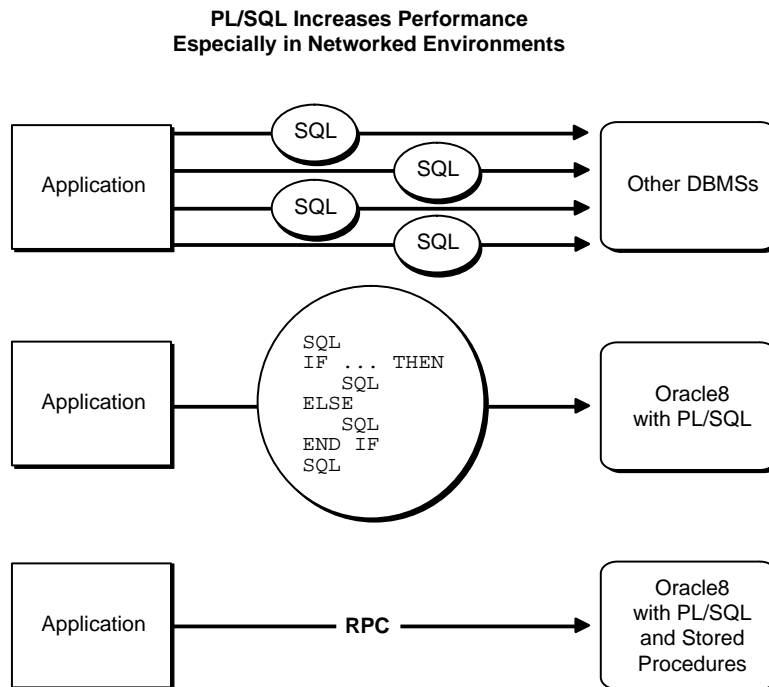 PL/SQL Increases Performance
Especially in Networked Environments
Application
SQL
SQL
SQL
SQL
Other DBMSs
Application
SQL
IF ... THEN
    SQL
ELSE
    SQL
END IF
SQL
Oracle8
with PL/SQL
Application
RPC
Oracle8
with PL/SQL
and Stored
Procedures